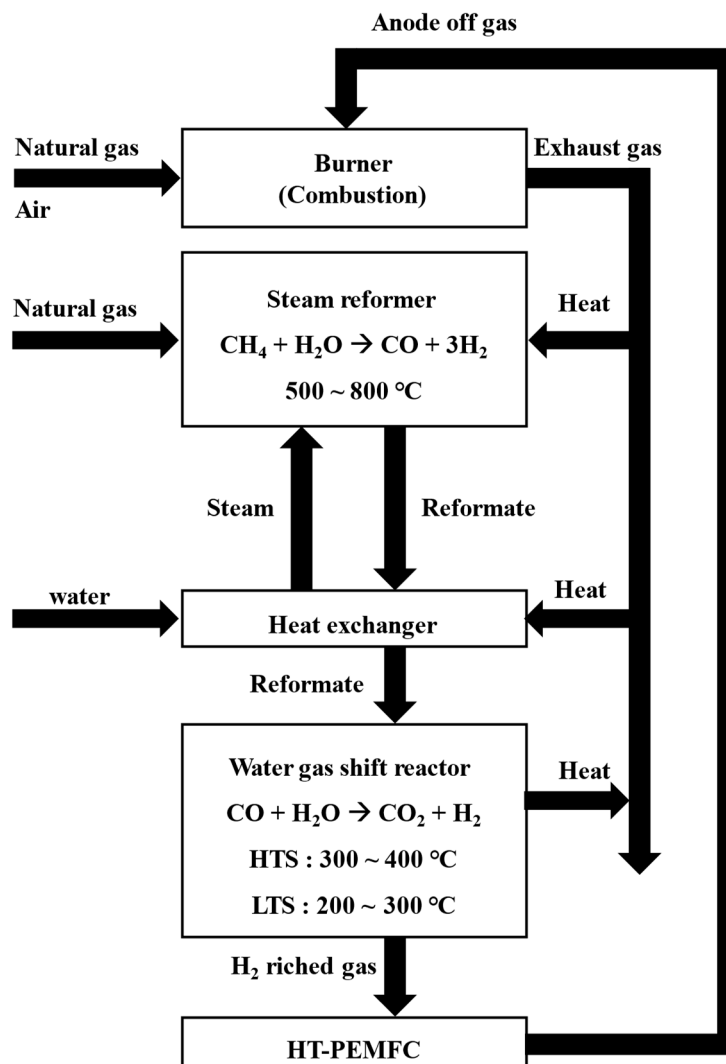 Anode off gas
Natural gas
Air
Burner
(Combustion)
Exhaust gas
Natural gas
Steam reformer
CH₄ + H₂O → CO + 3H₂
500 ~ 800 ℃
Heat
Steam
Reformate
water
Heat exchanger
Heat
Reformate
Water gas shift reactor
CO + H₂O → CO₂ + H₂
HTS : 300 ~ 400 ℃
LTS : 200 ~ 300 ℃
Heat
H₂ riched gas
HT-PEMFC